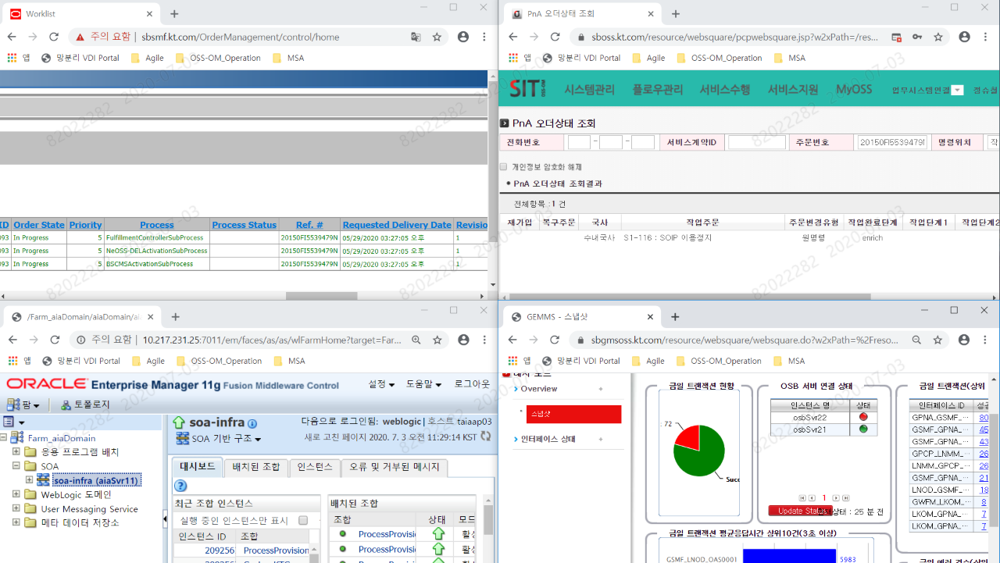 Worklist
주의 요함 | sbsmf.kt.com/OrderManagement/control/home
앱 망분리 VDI Portal Agile OSS-OM_Operation MSA
ID Order State Priority Process Process Status Ref. # Requested Delivery Date Revision
093 In Progress 5 FulfillmentControllerSubProcess 20150FI5539479N 05/29/2020 03:27:05 오후 1
093 In Progress 5 NeOSS-DELActivationSubProcess 20150FI5539479N 05/29/2020 03:27:05 오후 1
093 In Progress 5 BSCMSActivationSubProcess 20150FI5539479N 05/29/2020 03:27:05 오후 1
82022282 2020-07-03
PnA 오더상태 조회
sboss.kt.com/resource/websquare/pcpwebsquare.jsp?w2xPath=/res...
앱 망분리 VDI Portal Agile OSS-OM_Operation MSA
SIT OSS-OM 시스템관리 플로우관리 서비스수행 서비스지원 MyOSS 업무시스템연결
PnA 오더상태 조회
전화번호 - - 서비스계약ID 주문번호 20150FI5539479N 명령위치 작
개인정보 암호화 해제
PnA 오더상태 조회결과
전체항목 : 1 건
재가입 복구주문 국사 작업주문 주문변경유형 작업완료단계 작업단계1 작업단계2
수내국사 S1-116 : SOIP 이용정지 원명령 enrich
/Farm_aiaDomain/aiaDomain/ai
주의 요함 | 10.217.231.25:7011/em/faces/as/as/wlFarmHome?target=Far...
앱 망분리 VDI Portal Agile OSS-OM_Operation MSA
ORACLE Enterprise Manager 11g Fusion Middleware Control 설정 도움말 로그아웃
팜 토폴로지
Farm_aiaDomain
응용 프로그램 배치
SOA
soa-infra (aiaSvr11)
WebLogic 도메인
User Messaging Service
메타 데이터 저장소
soa-infra 다음으로 로그인됨: weblogic | 호스트 taiaap03
SOA 기반 구조 새로 고친 페이지 2020. 7. 3 오전 11:29:14 KST
대시보드 배치된 조합 인스턴스 오류 및 거부된 메시지
최근 조합 인스턴스
실행 중인 인스턴스만 표시
인스턴스 ID 조합
209256 ProcessProvision
배치된 조합
조합 상태 모드
ProcessProvisi 활성
GEMMS - 스냅샷
sbgmsoss.kt.com/resource/websquare/websquare.do?w2xPath=%2Freso...
앱 망분리 VDI Portal Agile OSS-OM_Operation MSA
대시 보드
Overview
스냅샷
인터페이스 상태
금일 트랜잭션 현황
72
Succ
OSB 서버 연결 상태
인스턴스 명 상태
osbSvr22
osbSvr21
1
Update Status 상태 : 25 분 전
금일 트랜잭션(상위
인터페이스 ID 성공
GPNA_GSMF_... 80
GSMF_GPNA_... 45
GSMF_GPNA_... 43
GPCP_LNMM_... 26
LNMM_GPCP_... 26
GSMF_GPNA_... 21
LNOD_GSMF_... 18
GWFM_LKOM_... 8
LKOM_GPNA_... 7
LKOM_GPNA_... 7
금일 트랜잭션 평균응답시간 상위10건(3초 이상)
GSMF_LNOD_OAS0001 5983